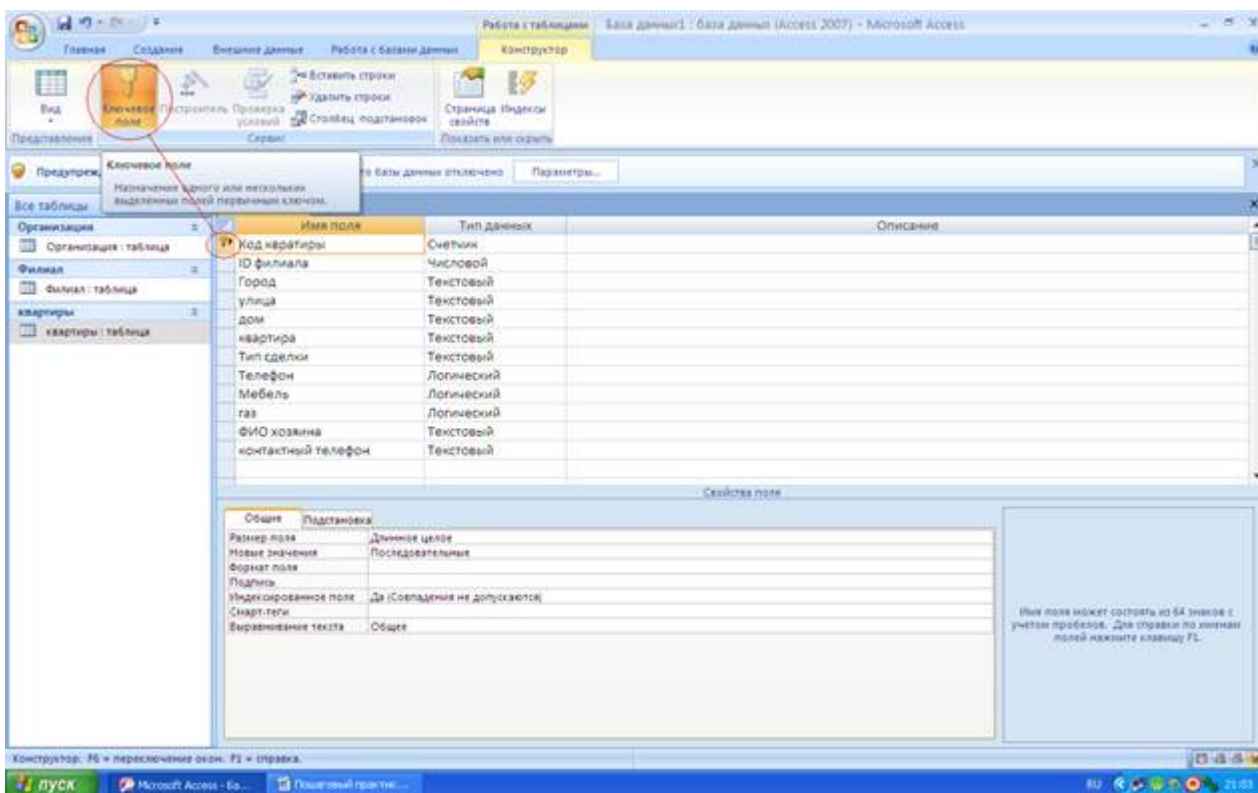 Работа с таблицами База данных1 : база данных (Access 2007) - Microsoft Access
Главная Создание Внешние данные Работа с базами данных Конструктор
Вид
Ключевое поле
Построитель
Проверка условий
Вставить строки
Удалить строки
Столбец подстановок
Страница свойств
Индексы
Представления Сервис Показать или скрыть
Предупреж
Ключевое поле
Назначение одного или нескольких
выделенных полей первичным ключом.
базы данных отключено Параметры...
Все таблицы
Организация
Организация : таблица
Филиал
Филиал : таблица
квартиры
квартиры : таблица
Имя поля Тип данных Описание
Код кваратиры Счетчик
ID филиала Числовой
Город Текстовый
улица Текстовый
дом Текстовый
квартира Текстовый
Тип сделки Текстовый
Телефон Логический
Мебель Логический
газ Логический
ФИО хозяина Текстовый
контактный телефон Текстовый
Свойства поля
Общие Подстановка
Размер поля Длинное целое
Новые значения Последовательные
Формат поля
Подпись
Индексированное поле Да (Совпадения не допускаются)
Смарт-теги
Выравнивание текста Общее
Имя поля может состоять из 64 знаков с
учетом пробелов. Для справки по именам
полей нажмите клавишу F1.
Конструктор. F6 = переключение окон. F1 = справка.
пуск Microsoft Access - Ба... Пошаговый практик... RU 21:03